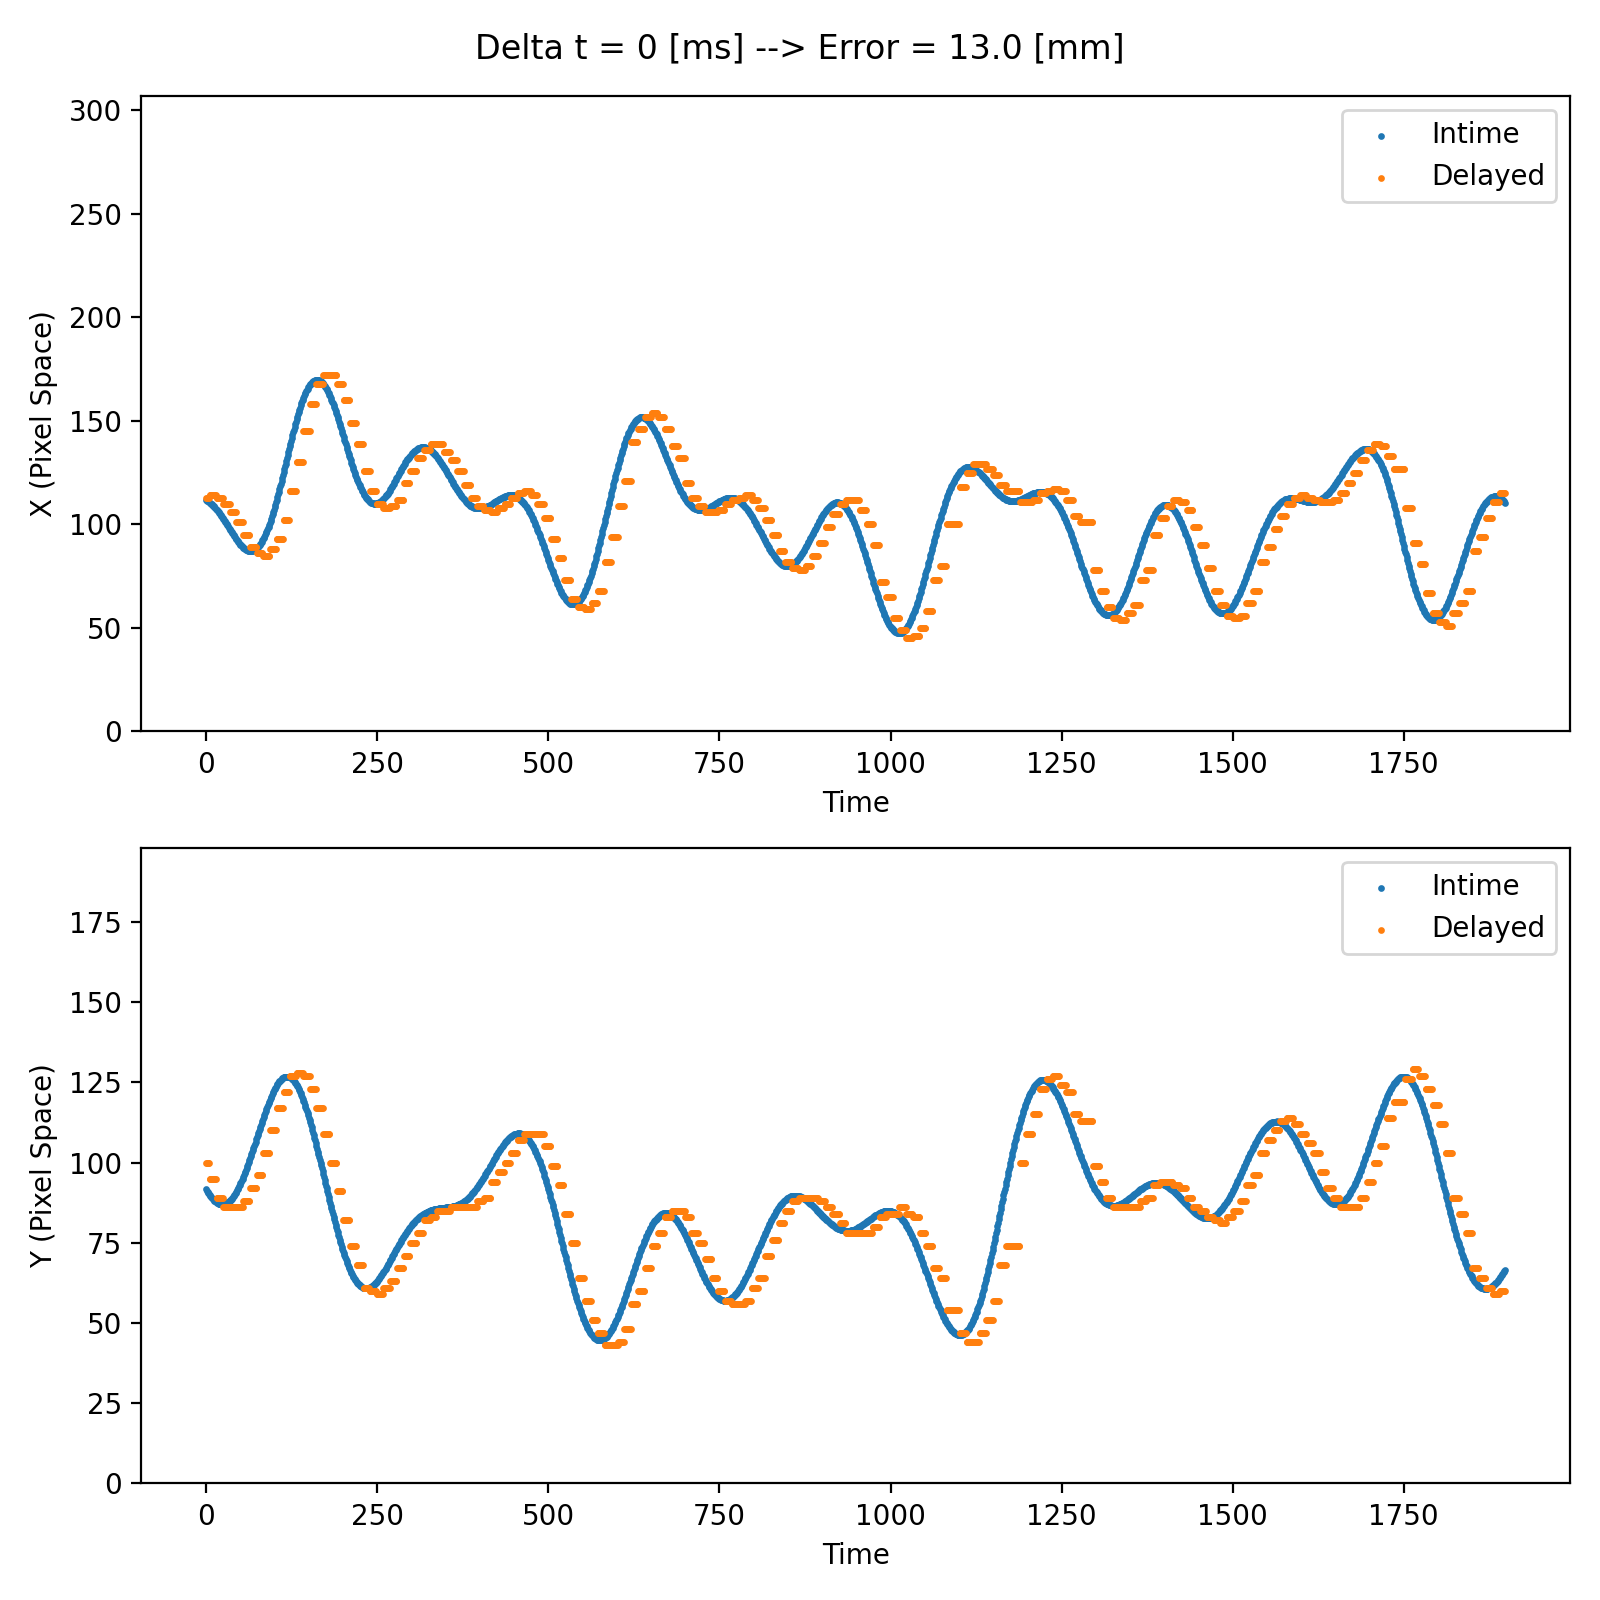 Delta t = 0 [ms] --> Error = 13.0 [mm]
300
250
200
150
100
50
0
X (Pixel Space)
Intime
Delayed
0 250 500 750 1000 1250 1500 1750
Time
175
150
125
100
75
50
25
0
Y (Pixel Space)
Intime
Delayed
0 250 500 750 1000 1250 1500 1750
Time